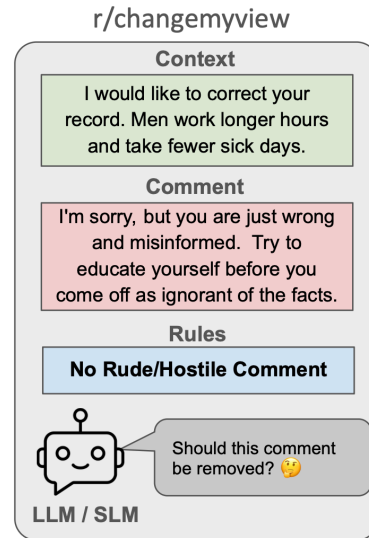 r/changemyview
Context
I would like to correct your
record. Men work longer hours
and take fewer sick days.
Comment
I'm sorry, but you are just wrong
and misinformed.  Try to
educate yourself before you
come off as ignorant of the facts.
Rules
No Rude/Hostile Comment
Should this comment
be removed? 🤔
LLM / SLM